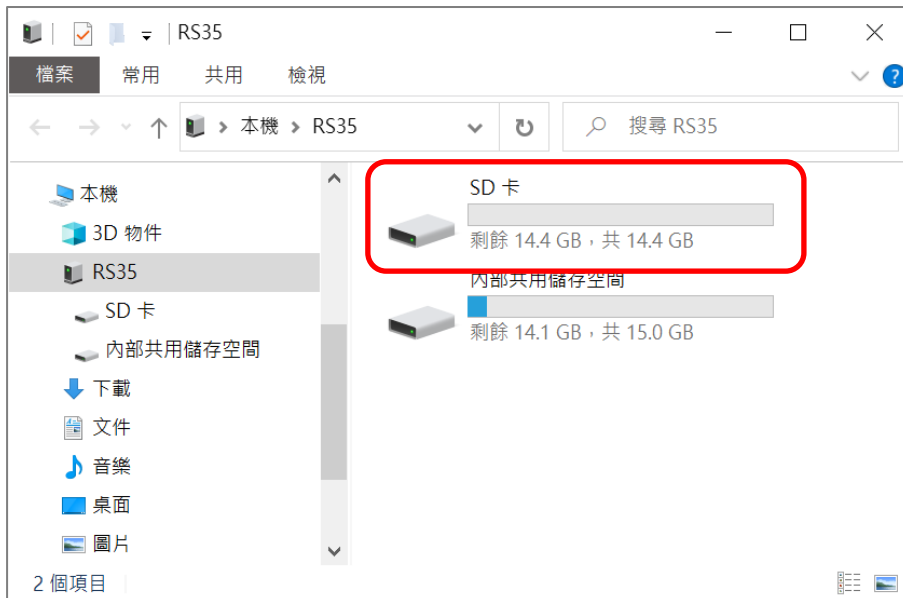 RS35
檔案 常用 共用 檢視
本機 RS35 搜尋 RS35
本機
3D 物件
RS35
SD 卡
內部共用儲存空間
下載
文件
音樂
桌面
圖片
SD 卡
剩餘 14.4 GB，共 14.4 GB
內部共用儲存空間
剩餘 14.1 GB，共 15.0 GB
2 個項目